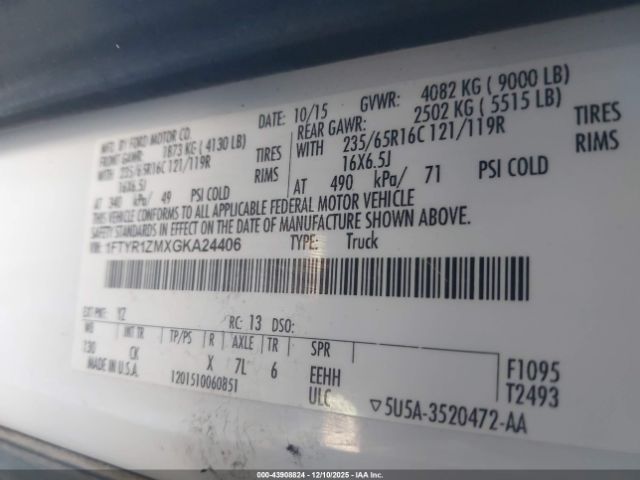 MFD. BY FORD MOTOR CO. DATE: 10/15 GVWR: 4082 KG ( 9000 LB)
FRONT GAWR: 1873 KG ( 4130 LB) REAR GAWR: 2502 KG ( 5515 LB)
WITH 235/65R16C 121/119R TIRES WITH 235/65R16C 121/119R TIRES
16X6.5J RIMS 16X6.5J RIMS
AT 340 kPa/ 49 PSI COLD AT 490 kPa/ 71 PSI COLD
THIS VEHICLE CONFORMS TO ALL APPLICABLE FEDERAL MOTOR VEHICLE
SAFETY STANDARDS IN EFFECT ON THE DATE OF MANUFACTURE SHOWN ABOVE.
VIN: 1FTYR1ZMXGKA24406 TYPE: Truck
EXT PNT: YZ RC: 13 DSO:
WB INT TR TP/PS R AXLE TR SPR
130 CK X 7L 6 EEHH F1095
MADE IN U.S.A. 1201510060851 ULC T2493
▽5U5A-3520472-AA
000-43908824 - 12/10/2025 - IAA Inc.